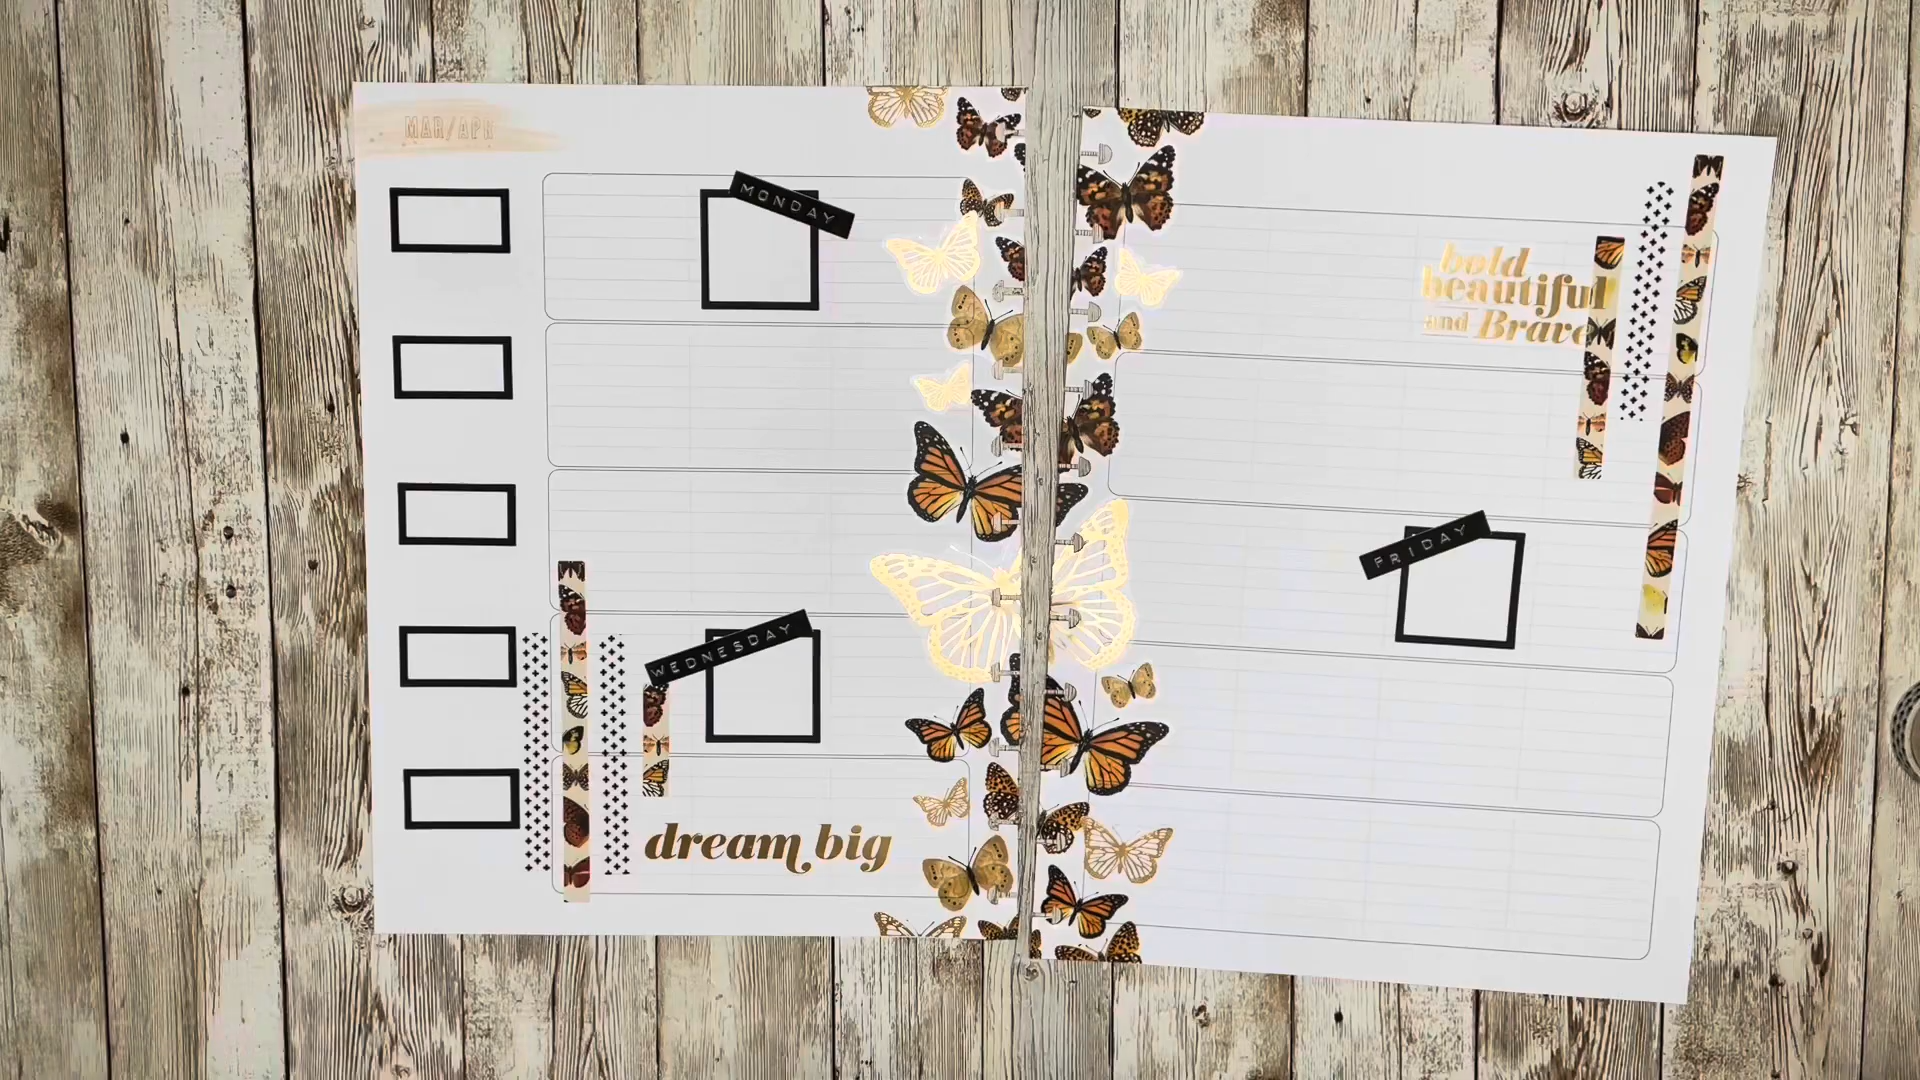 MAR/APR
MONDAY
WEDNESDAY
dream big
bold
beautiful
and Brave
FRIDAY